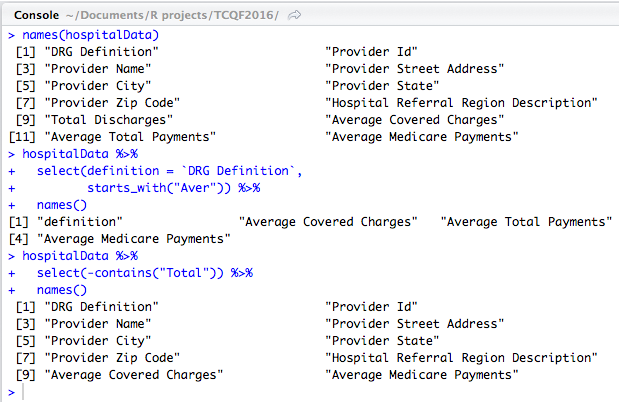 Console ~/Documents/R projects/TCQF2016/
> names(hospitalData)
[1] "DRG Definition" "Provider Id"
[3] "Provider Name" "Provider Street Address"
[5] "Provider City" "Provider State"
[7] "Provider Zip Code" "Hospital Referral Region Description"
[9] "Total Discharges" "Average Covered Charges"
[11] "Average Total Payments" "Average Medicare Payments"
> hospitalData %>%
+ select(definition = `DRG Definition`,
+ starts_with("Aver")) %>%
+ names()
[1] "definition" "Average Covered Charges" "Average Total Payments"
[4] "Average Medicare Payments"
> hospitalData %>%
+ select(-contains("Total")) %>%
+ names()
[1] "DRG Definition" "Provider Id"
[3] "Provider Name" "Provider Street Address"
[5] "Provider City" "Provider State"
[7] "Provider Zip Code" "Hospital Referral Region Description"
[9] "Average Covered Charges" "Average Medicare Payments"
>